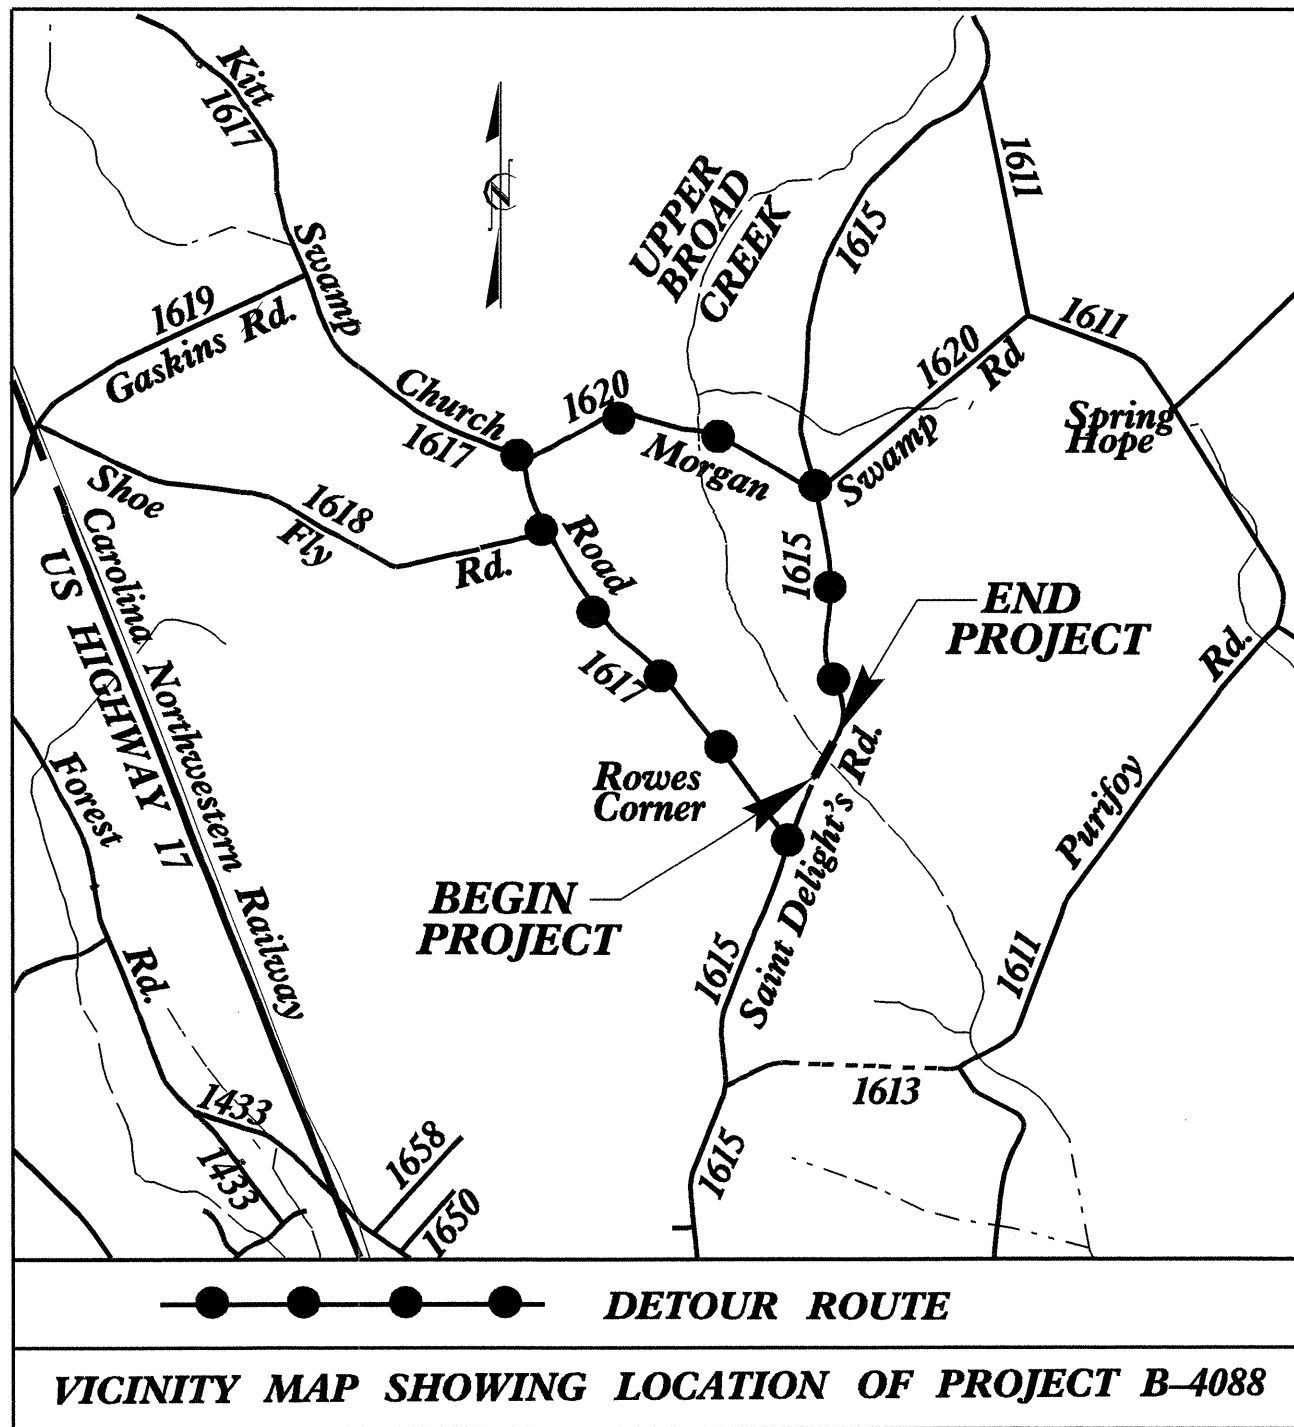 Kitt
1617
Swamp
1619
Gaskins Rd.
Church
1617
1620
Morgan
Swamp
1620
Rd
UPPER
BROAD
CREEK
1615
1611
1611
Spring
Hope
Shoe
1618
Fly
Rd.
Road
1617
1615
END
PROJECT
Rd.
Purifoy
1611
Carolina Northwestern Railway
US HIGHWAY 17
Forest
Rd.
Rowes
Corner
BEGIN
PROJECT
Saint Delight's Rd.
1615
1613
1615
1433
1433
1658
1650
N
DETOUR ROUTE
VICINITY MAP SHOWING LOCATION OF PROJECT B-4088